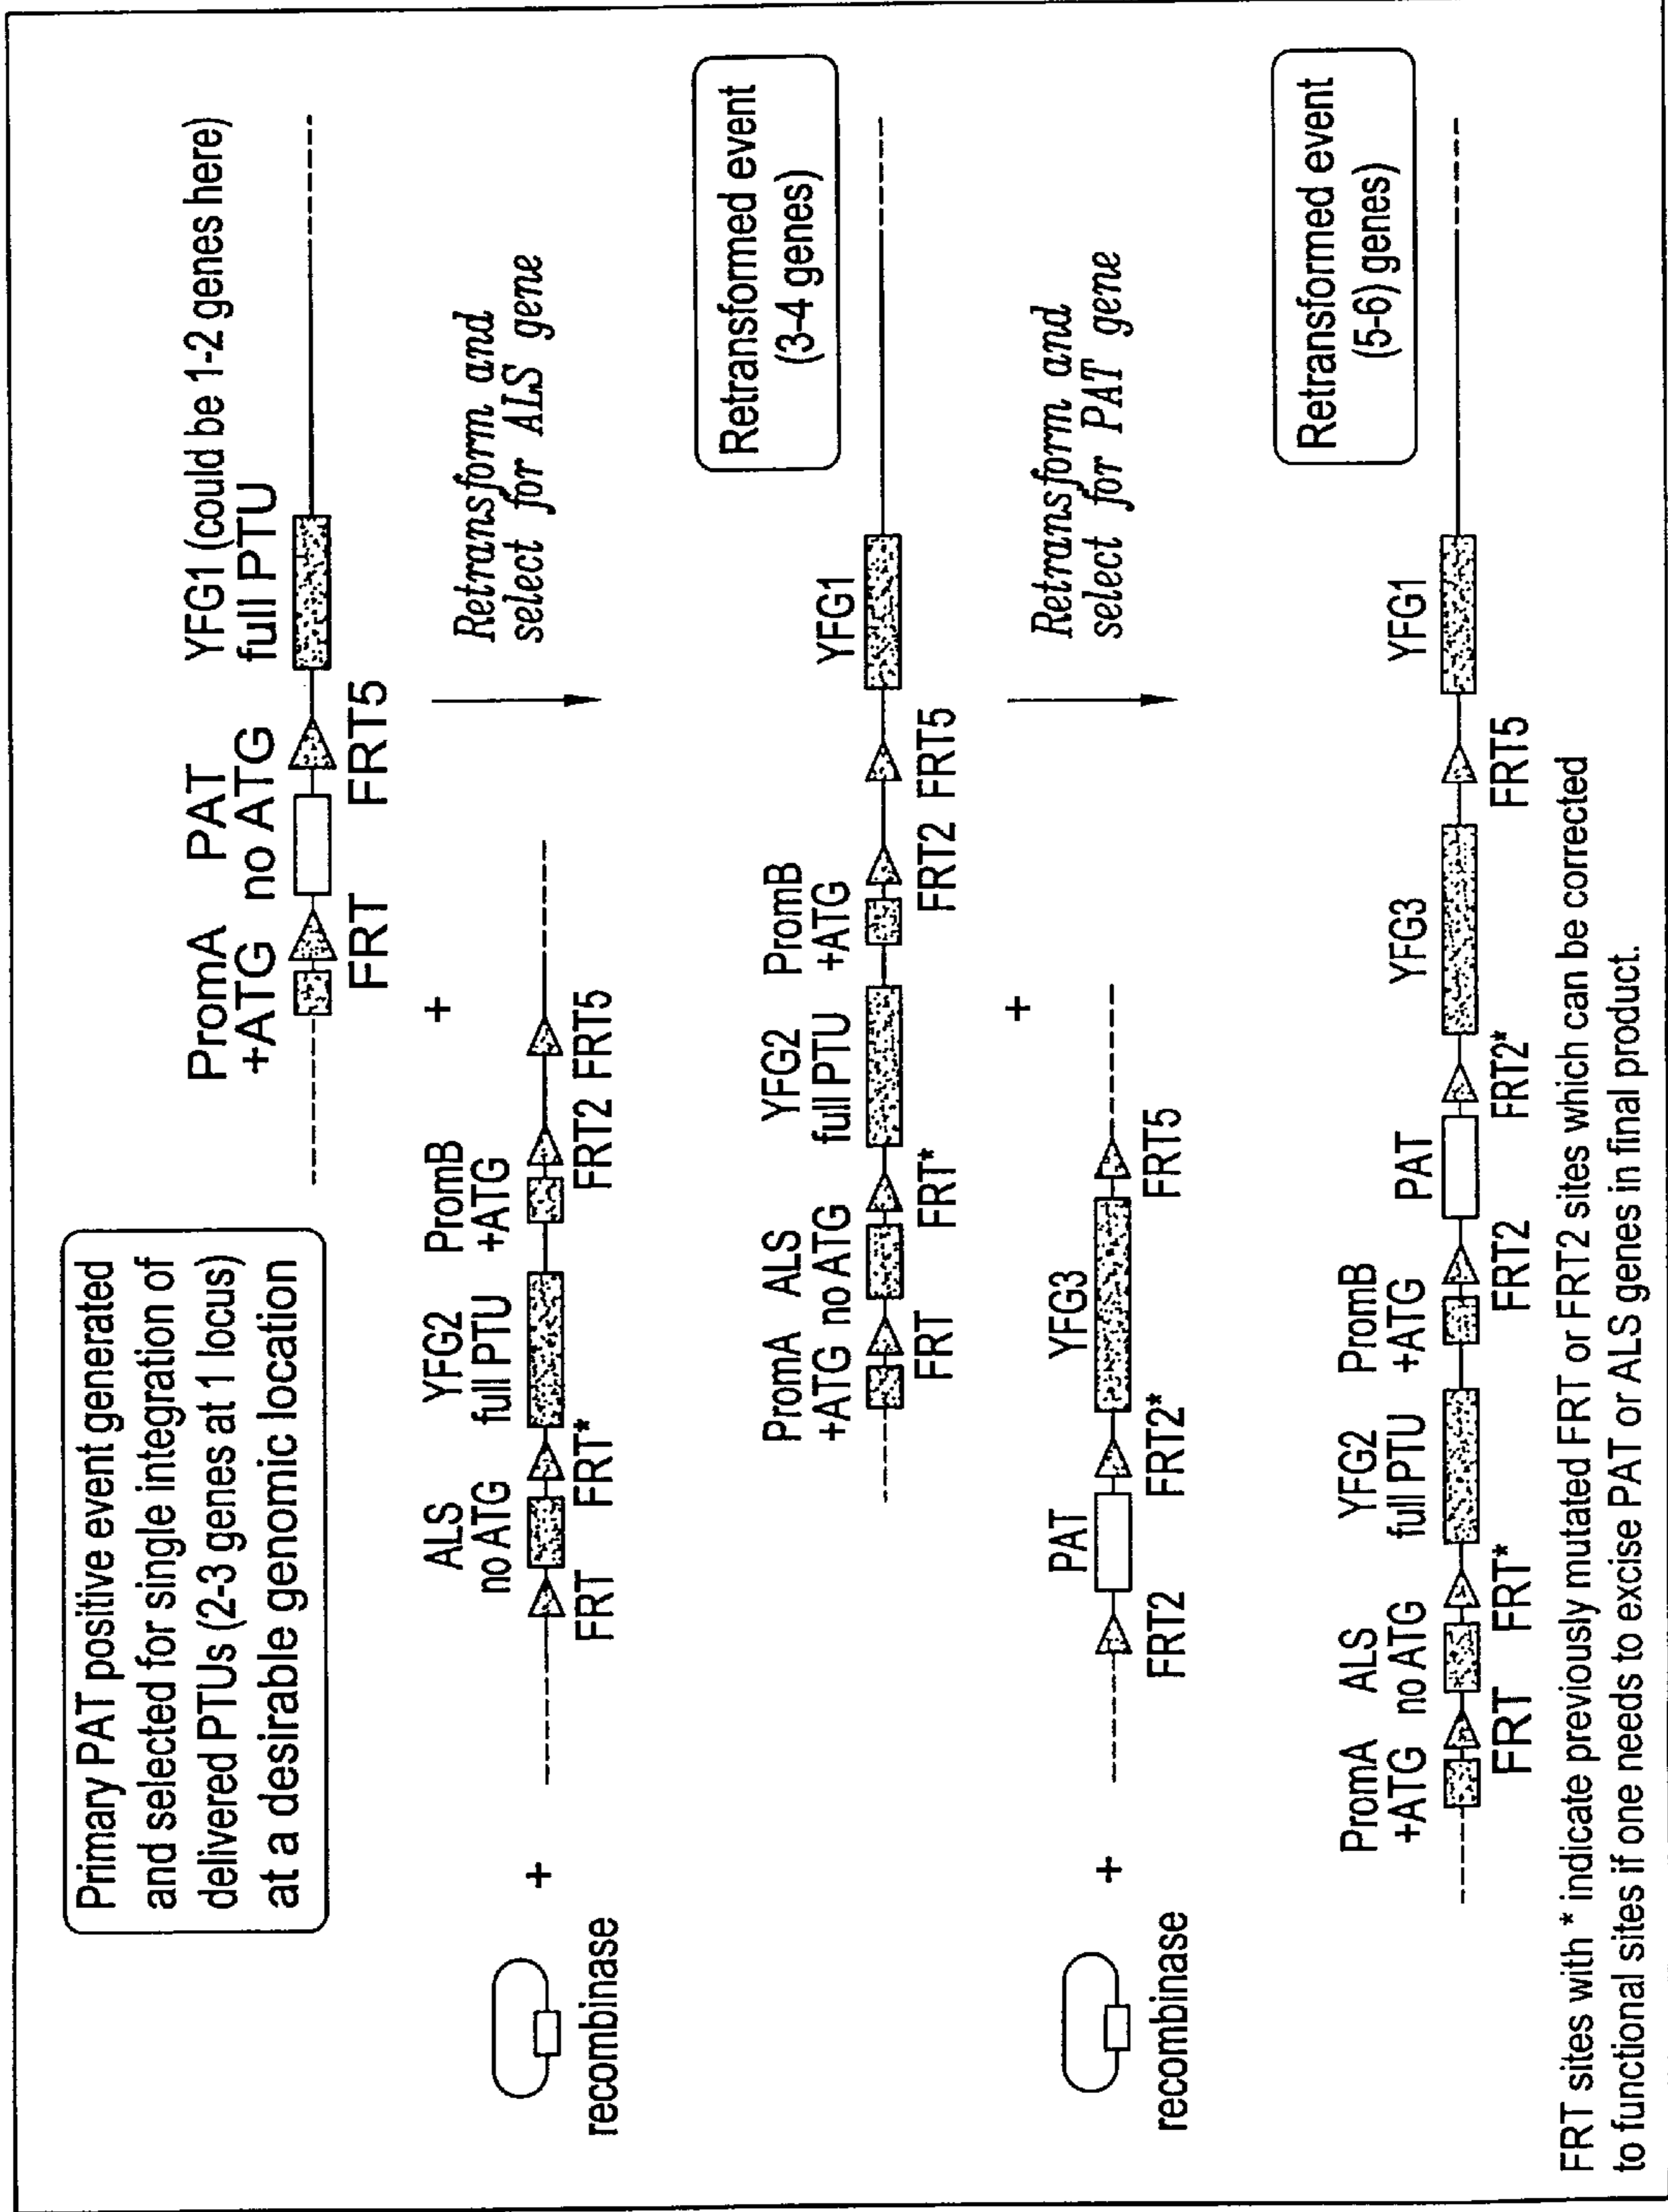 Primary PAT positive event generated
and selected for single integration of
delivered PTUs (2-3 genes at 1 locus)
at a desirable genomic location
PromA PAT YFG1 (could be 1-2 genes here)
+ATG no ATG full PTU
FRT FRT5
+
Retransform and
select for ALS gene
recombinase
+
ALS YFG2 PromB
no ATG full PTU +ATG
FRT FRT* FRT2 FRT5
Retransformed event
(3-4 genes)
PromA ALS YFG2 PromB YFG1
+ATG no ATG full PTU +ATG
FRT FRT* FRT2 FRT5
+
Retransform and
select for PAT gene
recombinase
+
PAT YFG3
FRT2 FRT2* FRT5
Retransformed event
(5-6) genes)
PromA ALS YFG2 PromB PAT YFG3 YFG1
+ATG no ATG full PTU +ATG
FRT FRT* FRT2 FRT2* FRT5
FRT sites with * indicate previously mutated FRT or FRT2 sites which can be corrected
to functional sites if one needs to excise PAT or ALS genes in final product.